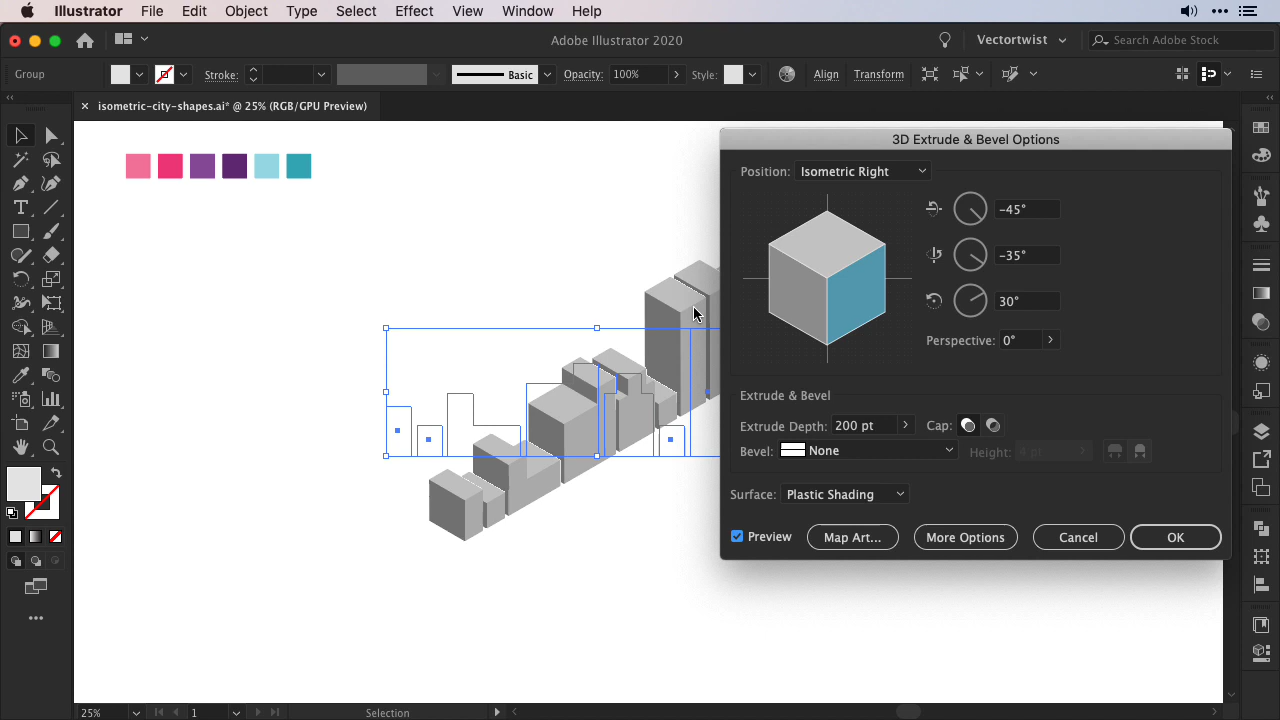 Illustrator File Edit Object Type Select Effect View Window Help
Adobe Illustrator 2020
Vectortwist
Search Adobe Stock
Group
Stroke:
Basic
Opacity: 100%
Style:
Align
Transform
× isometric-city-shapes.ai* @ 25% (RGB/GPU Preview)
3D Extrude & Bevel Options
Position: Isometric Right
-45°
-35°
30°
Perspective: 0°
Extrude & Bevel
Extrude Depth: 200 pt
Cap:
Bevel: None
Height: 4 pt
Surface: Plastic Shading
Preview
Map Art...
More Options
Cancel
OK
25%
1
Selection